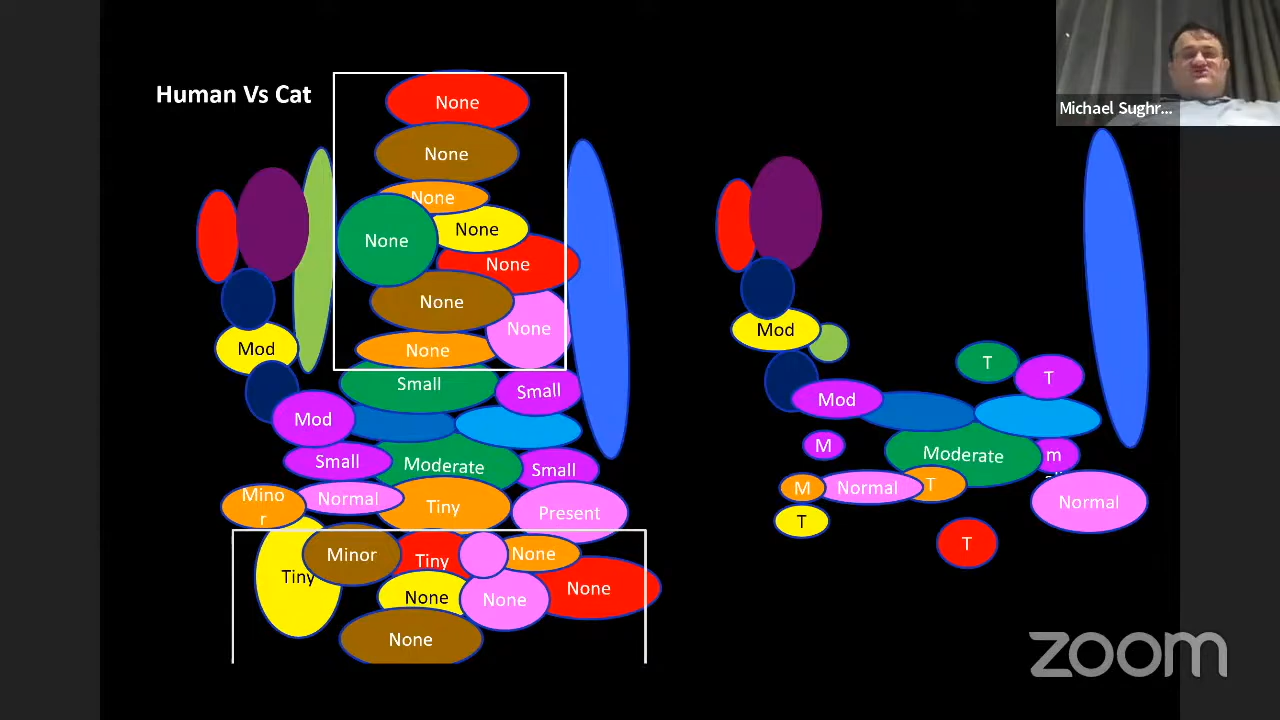 Human Vs Cat
None
None
None
None
None
None
None
None
None
Mod
Small
Small
Mod
Small
Moderate
Small
Mino
r
Normal
Tiny
Present
Minor
Tiny
None
Tiny
None
None
None
None
Michael Sughr...
Mod
T
T
Mod
M
Moderate
m
M
Normal
T
Normal
T
T
zoom